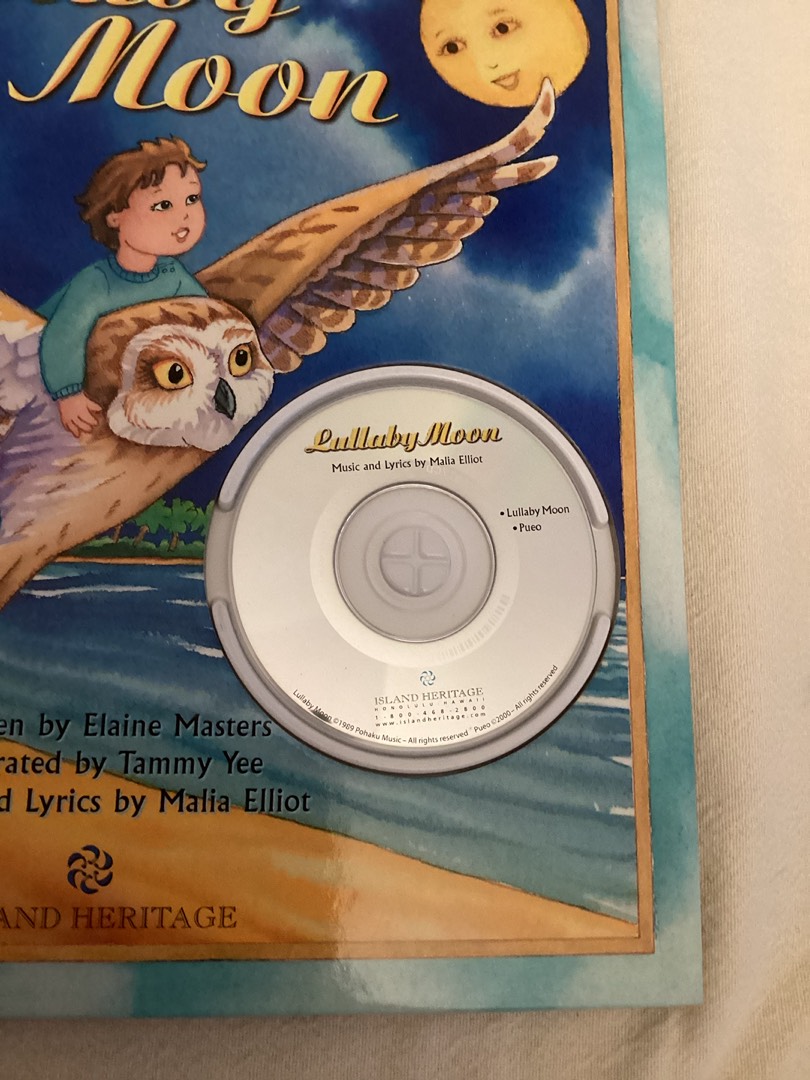 Moon
Lullaby Moon
Music and Lyrics by Malia Elliot
• Lullaby Moon
• Pueo
ISLAND HERITAGE
HONOLULU HAWAII
1-800-468-2800
www.islandheritage.com
Lullaby Moon ©1989 Pohaku Music – All rights reserved ° Pueo ©2000 – All rights reserved
en by Elaine Masters
rated by Tammy Yee
d Lyrics by Malia Elliot
AND HERITAGE